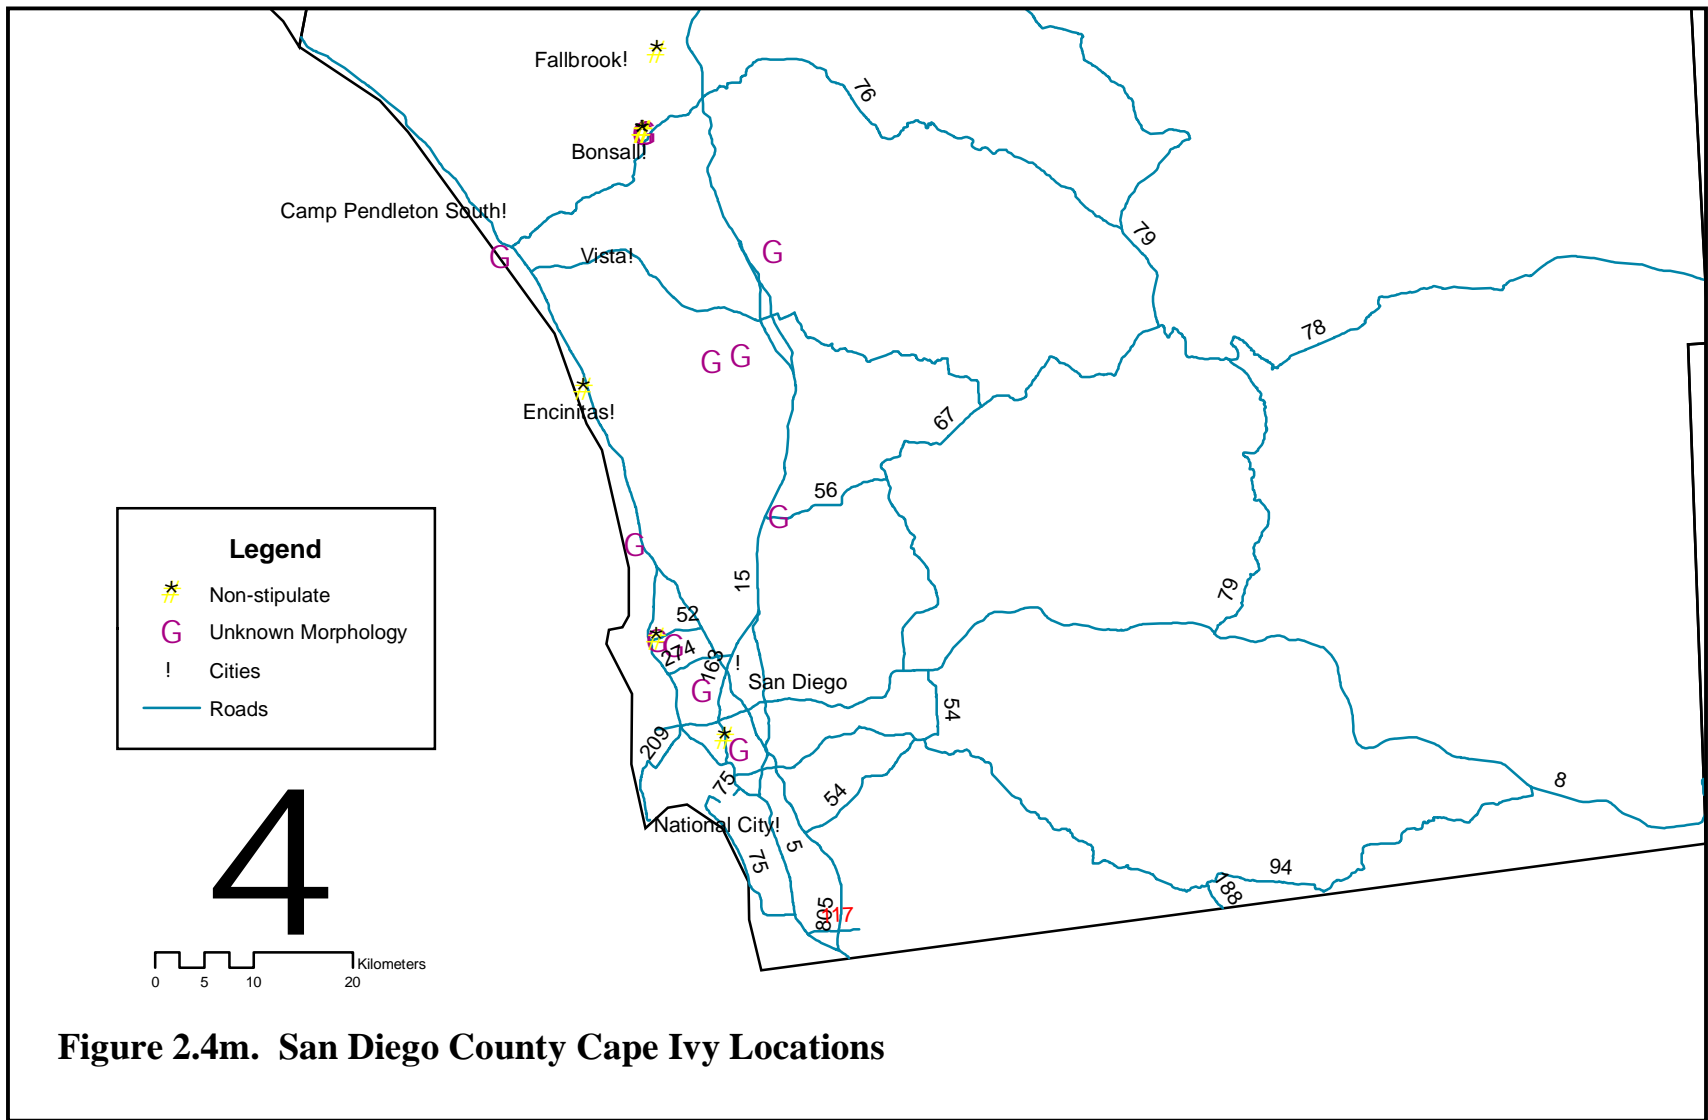 Fallbrook!
76
Bonsall!
Camp Pendleton South!
79
Vista!
78
67
56
Legend
Non-stipulate
Unknown Morphology
! Cities
Roads
15
79
52
274
163
!
San Diego
54
209
75
54
8
National City!
5
75
94
188
805
117
Encinitas!
G
G
G
G
G
G
G
G
G
G
G
G
*
*
*
*
*
*
#
#
#
#
#
#
4
Kilometers
0 5 10 20
Figure 2.4m. San Diego County Cape Ivy Locations